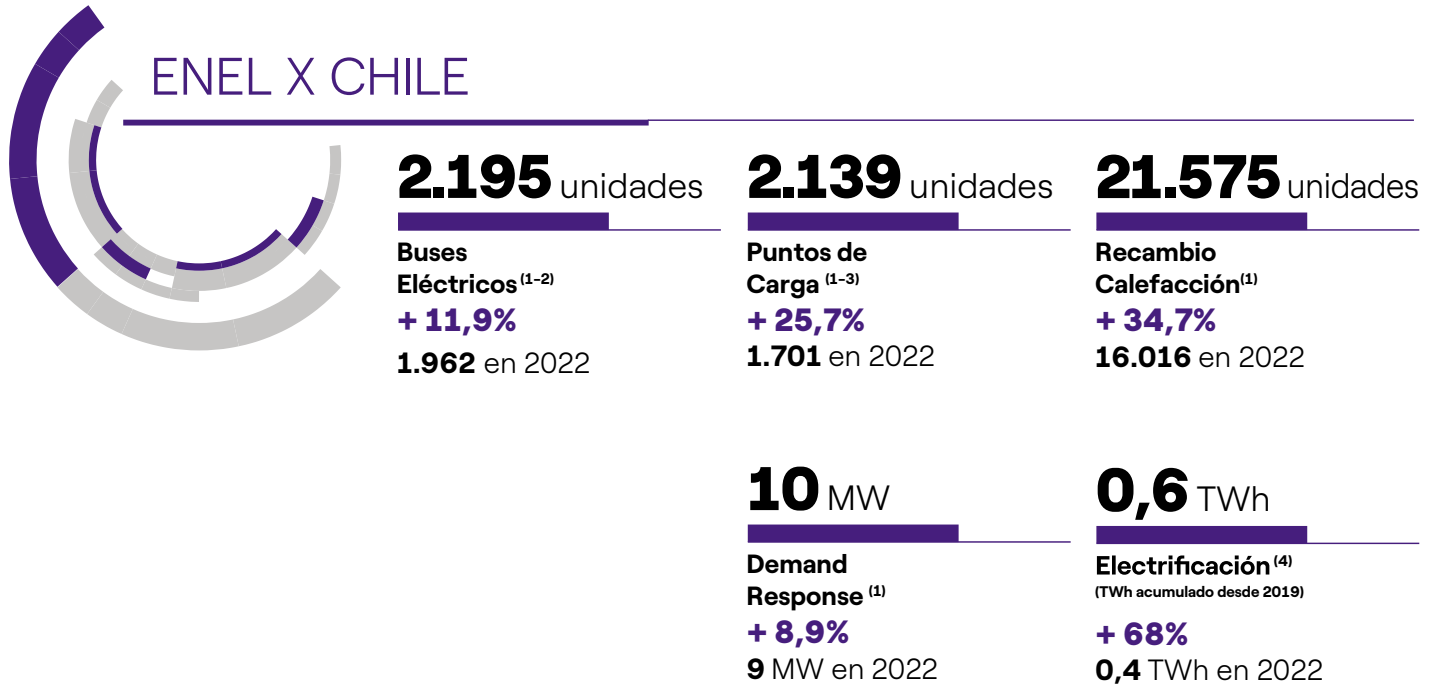 ENEL X CHILE
2.195 unidades
Buses
Eléctricos (1-2)
+ 11,9%
1.962 en 2022
2.139 unidades
Puntos de
Carga (1-3)
+ 25,7%
1.701 en 2022
21.575 unidades
Recambio
Calefacción(1)
+ 34,7%
16.016 en 2022
10 MW
Demand
Response (1)
+ 8,9%
9 MW en 2022
0,6 TWh
Electrificación (4)
(TWh acumulado desde 2019)
+ 68%
0,4 TWh en 2022